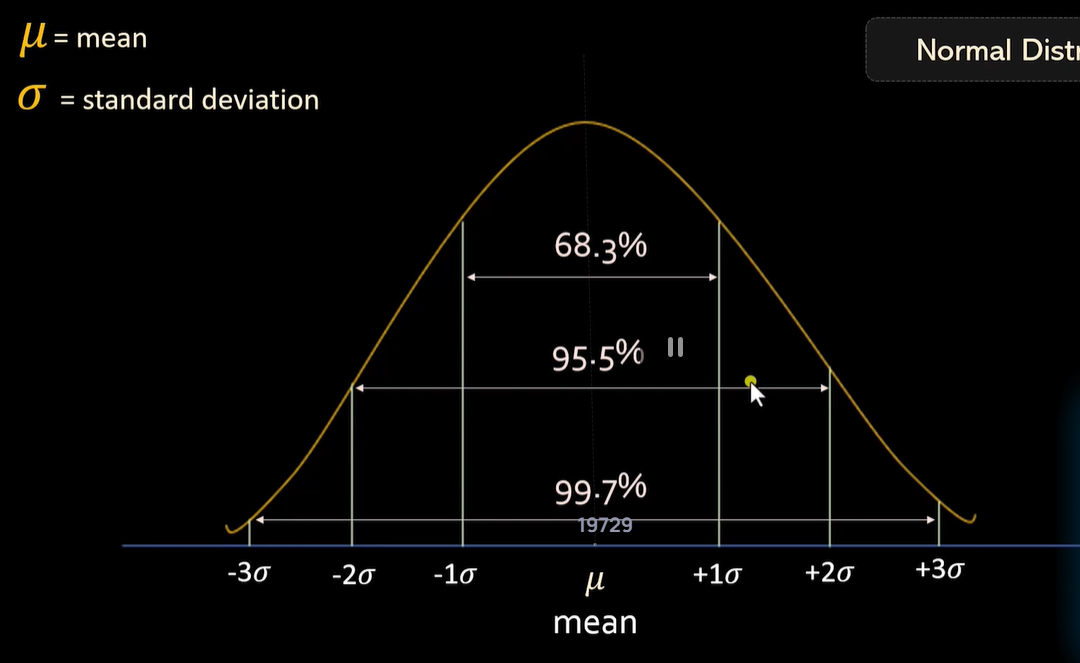 μ = mean
Normal Distr
σ = standard deviation
68.3%
95.5%
99.7%
19729
-3σ -2σ -1σ μ +1σ +2σ +3σ
mean